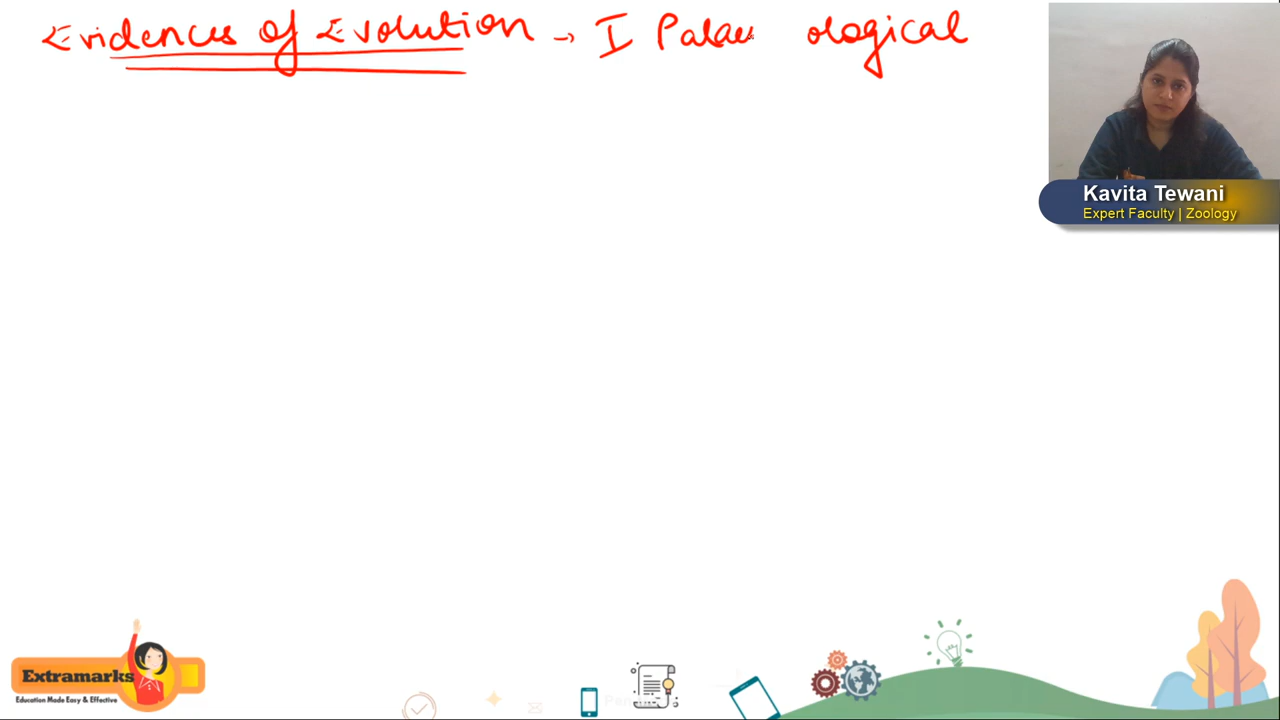 Evidences of Evolution → I Palae ological
Kavita Tewani
Expert Faculty | Zoology
Extramarks
Education Made Easy & Effective